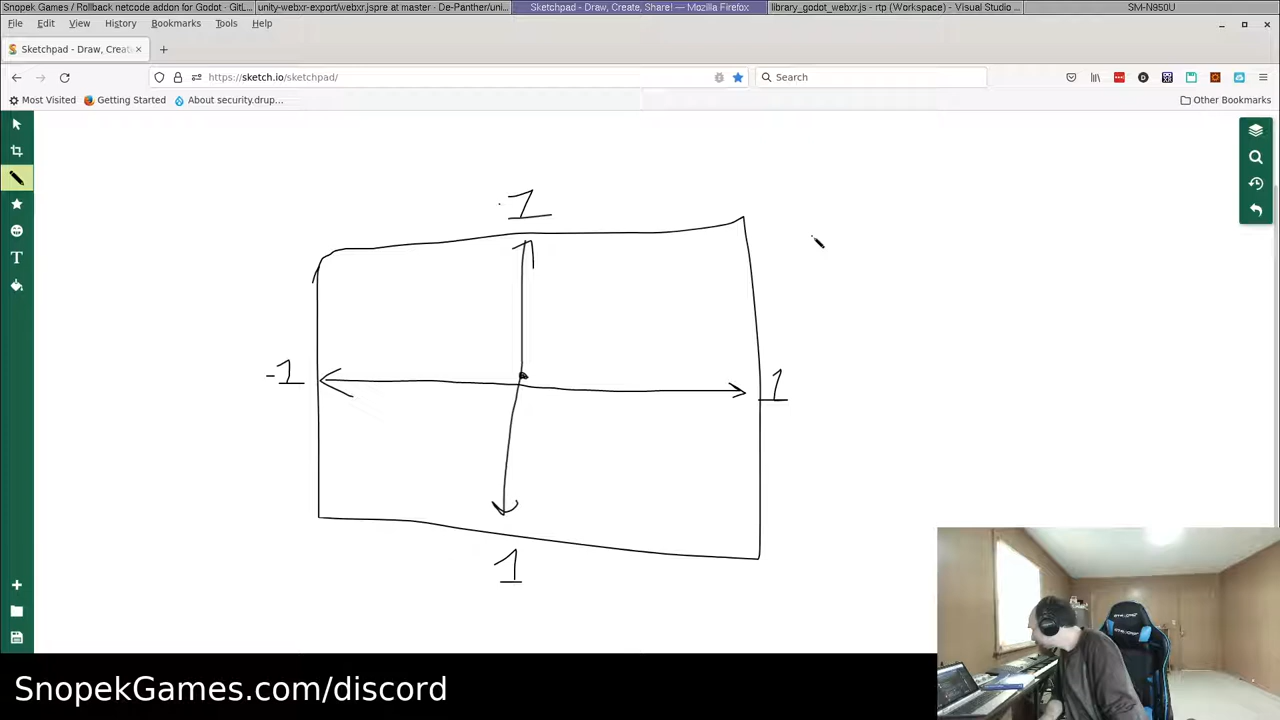 Snopek Games / Rollback netcode addon for Godot - GitL...
unity-webxr-export/webxr.jspre at master · De-Panther/uni...
Sketchpad - Draw, Create, Share! — Mozilla Firefox
library_godot_webxr.js - rtp (Workspace) - Visual Studio ...
SM-N950U
File Edit View History Bookmarks Tools Help
Sketchpad - Draw, Creat
https://sketch.io/sketchpad/
Search
Most Visited
Getting Started
About security.drup...
Other Bookmarks
-1
-1
1
1
SnopekGames.com/discord